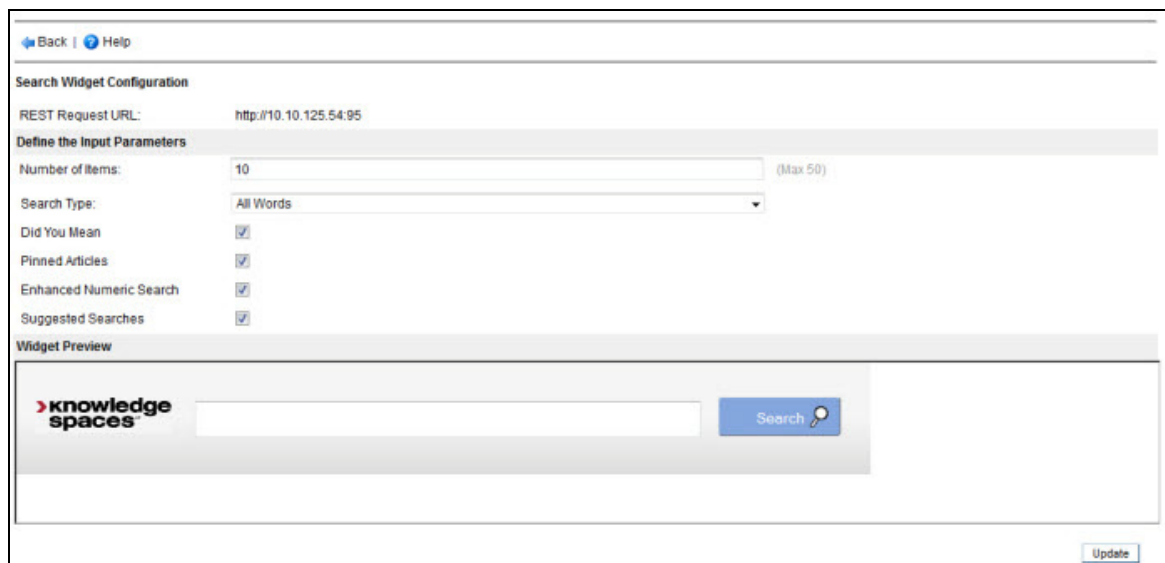 Back | Help
Search Widget Configuration
REST Request URL: http://10.10.125.54:95
Define the Input Parameters
Number of Items: 10 (Max 50)
Search Type: All Words
Did You Mean
Pinned Articles
Enhanced Numeric Search
Suggested Searches
Widget Preview
knowledge
spaces
Search
Update